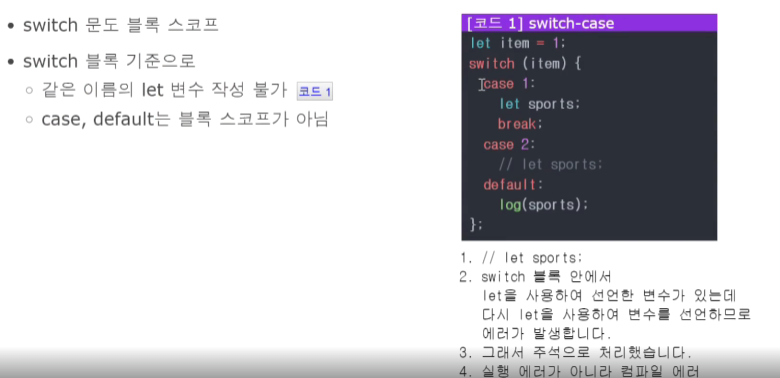 • switch 문도 블록 스코프
• switch 블록 기준으로
◦ 같은 이름의 let 변수 작성 불가 코드 1
◦ case, default는 블록 스코프가 아님
[코드 1] switch-case
let item = 1;
switch (item) {
case 1:
let sports;
break;
case 2:
// let sports;
default:
log(sports);
};
1. // let sports;
2. switch 블록 안에서
let을 사용하여 선언한 변수가 있는데
다시 let을 사용하여 변수를 선언하므로
에러가 발생합니다.
3. 그래서 주석으로 처리했습니다.
4. 실행 에러가 아니라 컴파일 에러